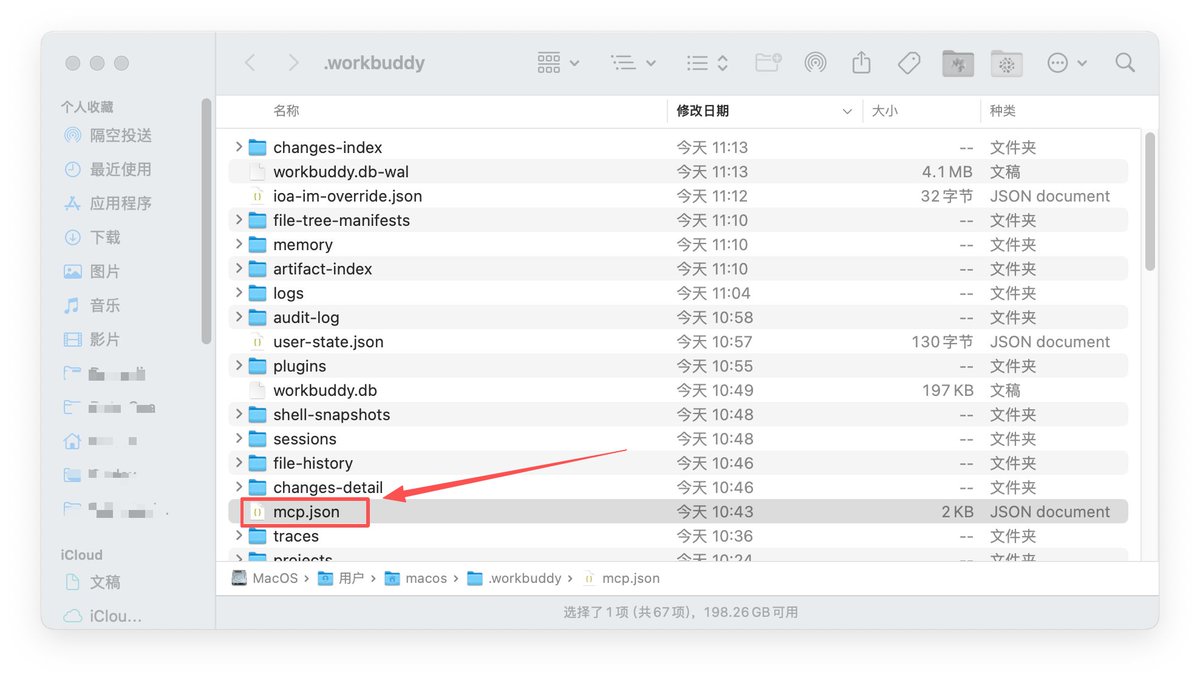 .workbuddy
个人收藏
隔空投送
最近使用
应用程序
下载
图片
音乐
影片
iCloud
文稿
iClou...
名称 修改日期 大小 种类
changes-index 今天 11:13 -- 文件夹
workbuddy.db-wal 今天 11:13 4.1 MB 文稿
ioa-im-override.json 今天 11:12 32 字节 JSON document
file-tree-manifests 今天 11:10 -- 文件夹
memory 今天 11:10 -- 文件夹
artifact-index 今天 11:10 -- 文件夹
logs 今天 11:04 -- 文件夹
audit-log 今天 10:58 -- 文件夹
user-state.json 今天 10:57 130 字节 JSON document
plugins 今天 10:55 -- 文件夹
workbuddy.db 今天 10:49 197 KB 文稿
shell-snapshots 今天 10:48 -- 文件夹
sessions 今天 10:48 -- 文件夹
file-history 今天 10:46 -- 文件夹
changes-detail 今天 10:46 -- 文件夹
mcp.json 今天 10:43 2 KB JSON document
traces 今天 10:36 -- 文件夹
projects 今天 10:24 -- 文件夹
MacOS › 用户 › macos › .workbuddy › mcp.json
选择了 1 项 (共 67 项)，198.26 GB 可用